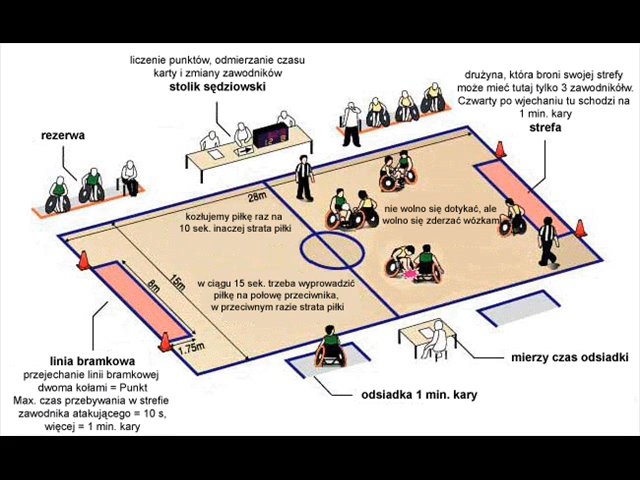 liczenie punktów, odmierzanie czasu
karty i zmiany zawodników
stolik sędziowski
drużyna, która broni swojej strefy
może mieć tutaj tylko 3 zawodnikółw.
Czwarty po wjechaniu tu schodzi na
1 min. kary
strefa
rezerwa
28m
kozłujemy piłkę raz na
10 sek. inaczej strata piłki
nie wolno się dotykać, ale
wolno się zderzać wózkami
8m
15m
w ciągu 15 sek. trzeba wyprowadzić
piłkę na połowę przeciwnika,
w przeciwnym razie strata piłki
1.75m
linia bramkowa
przejechanie linii bramkowej
dwoma kołami = Punkt
Max. czas przebywania w strefie
zawodnika atakującego = 10 s,
więcej = 1 min. kary
mierzy czas odsiadki
odsiadka 1 min. kary